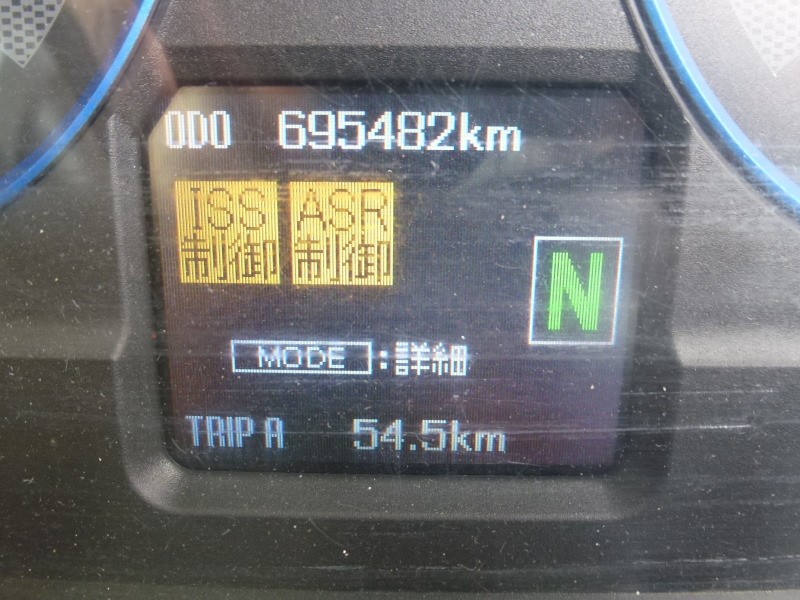 ODO 695482km
ISS ASR
制御 制御
N
MODE :詳細
TRIP A 54.5km